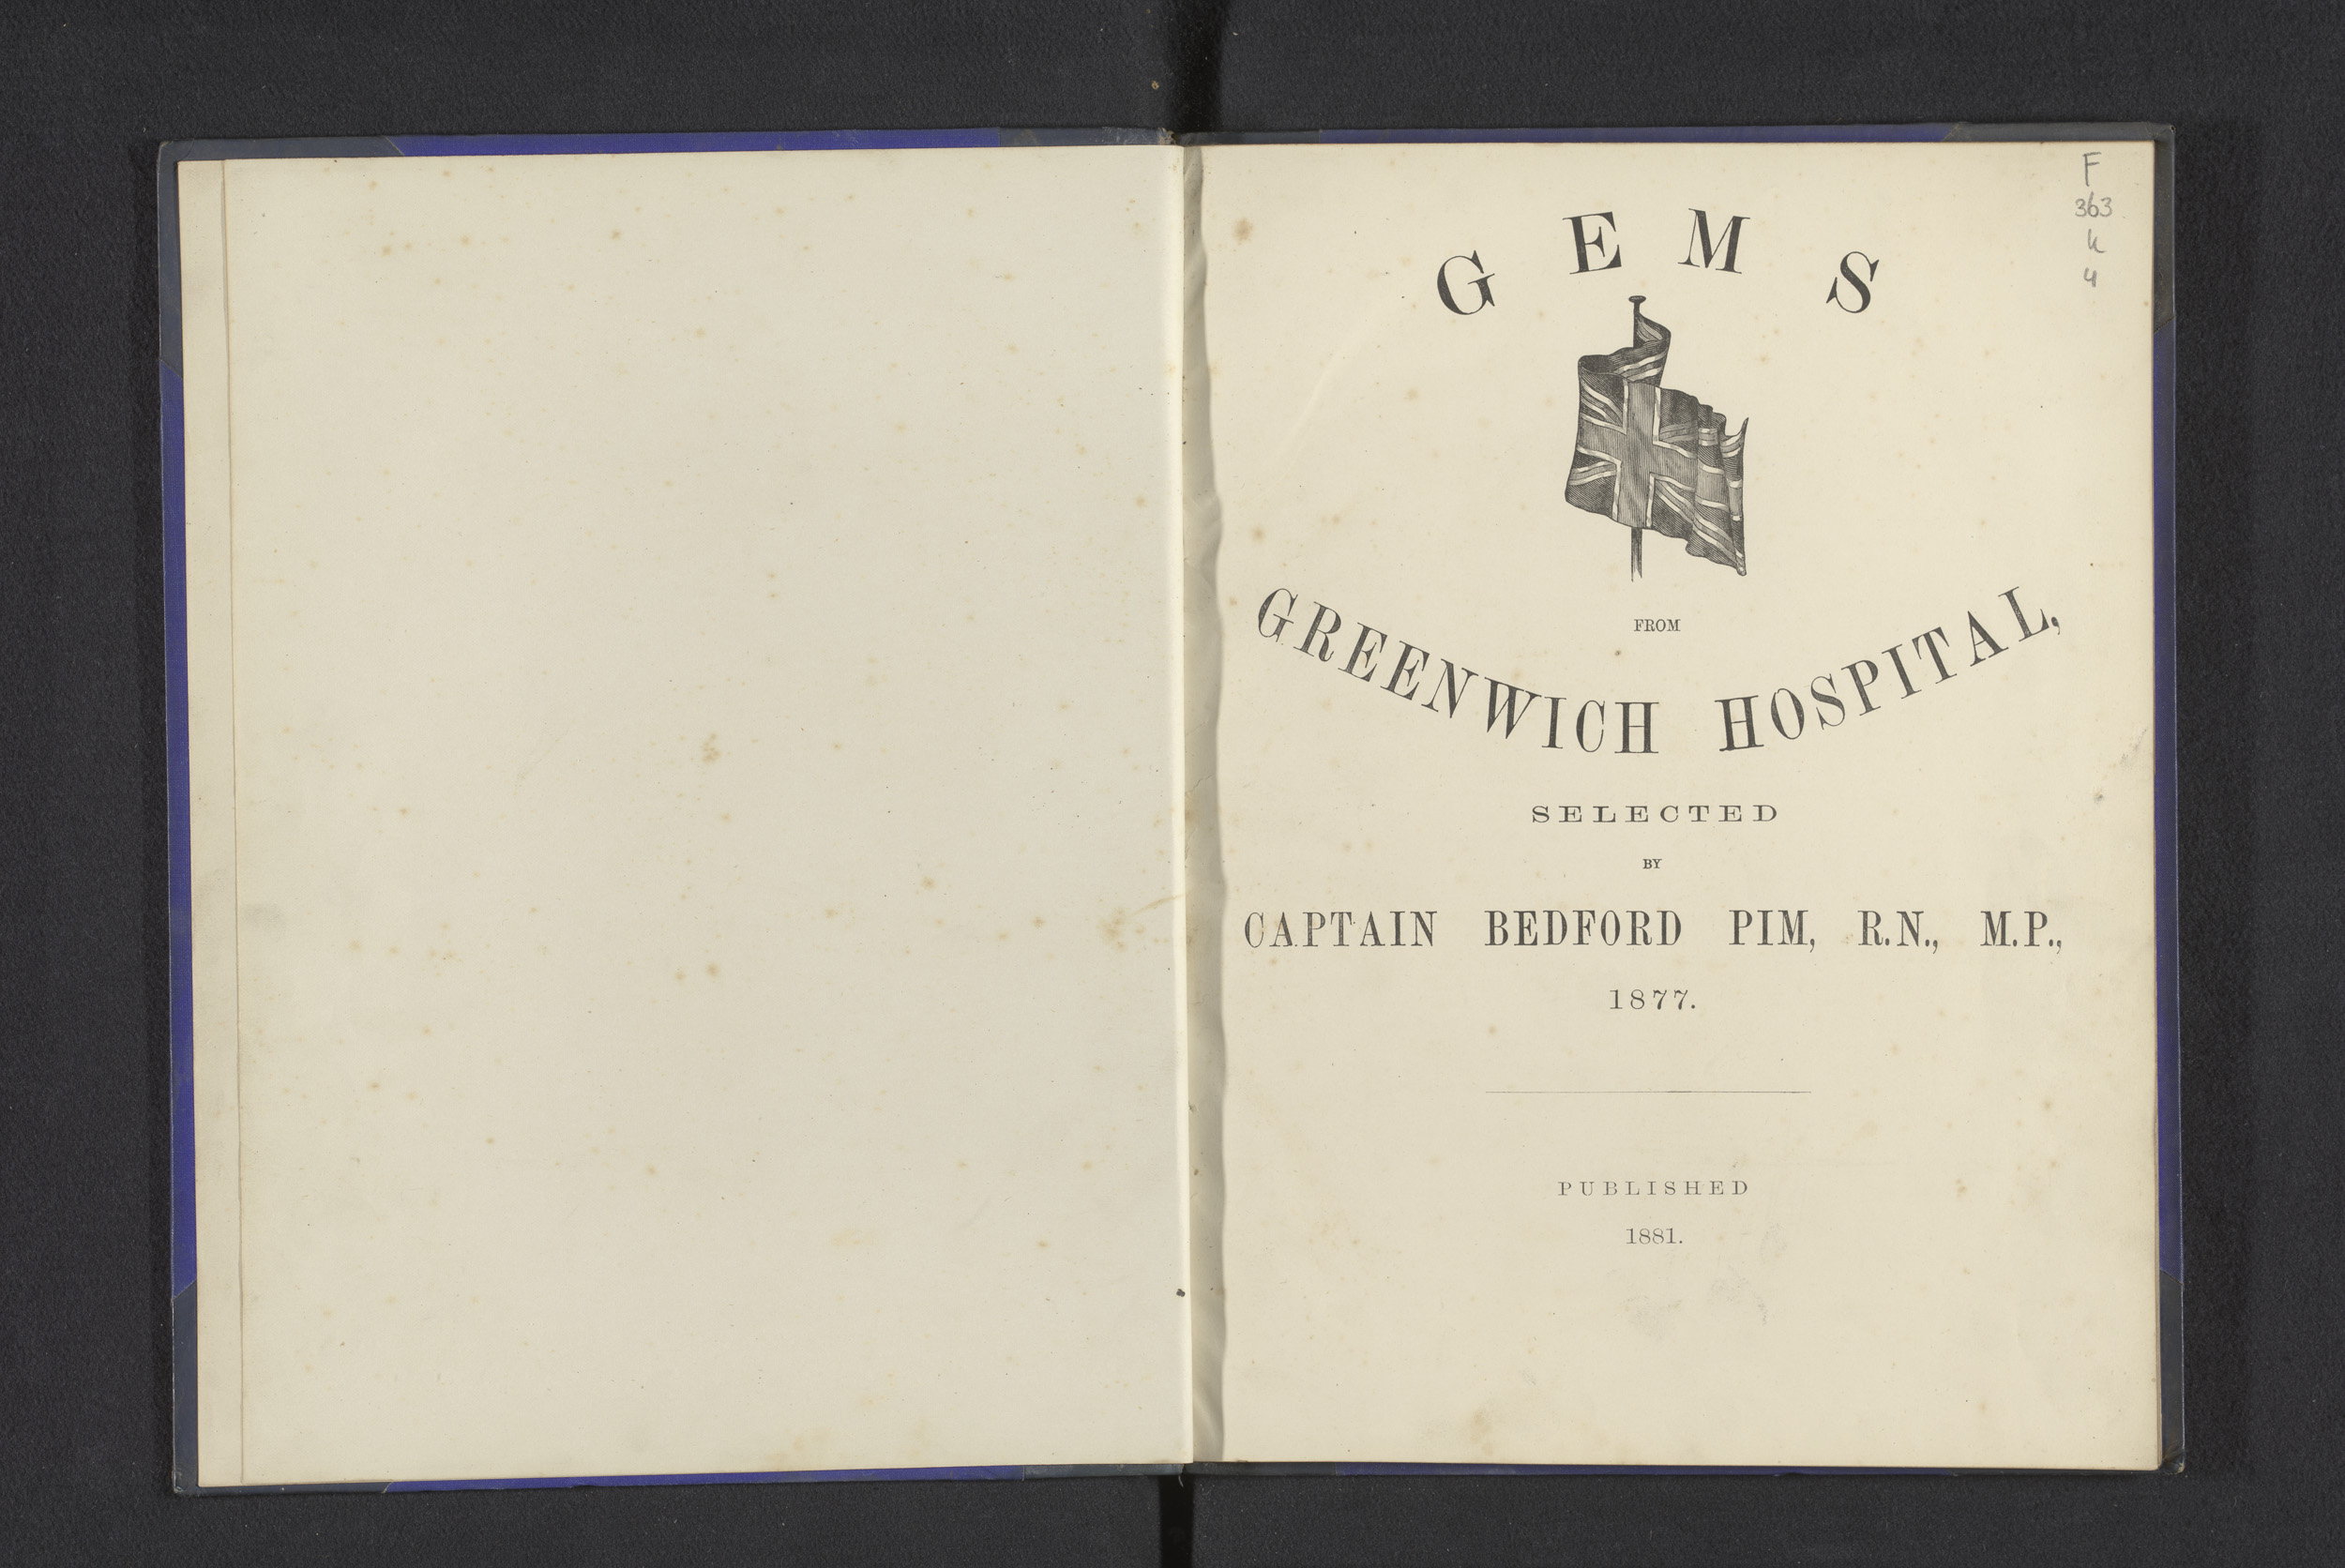 F
363
k
4
GEMS
FROM
GREENWICH HOSPITAL,
SELECTED
BY
CAPTAIN BEDFORD PIM, R.N., M.P.,
1877.
PUBLISHED
1881.